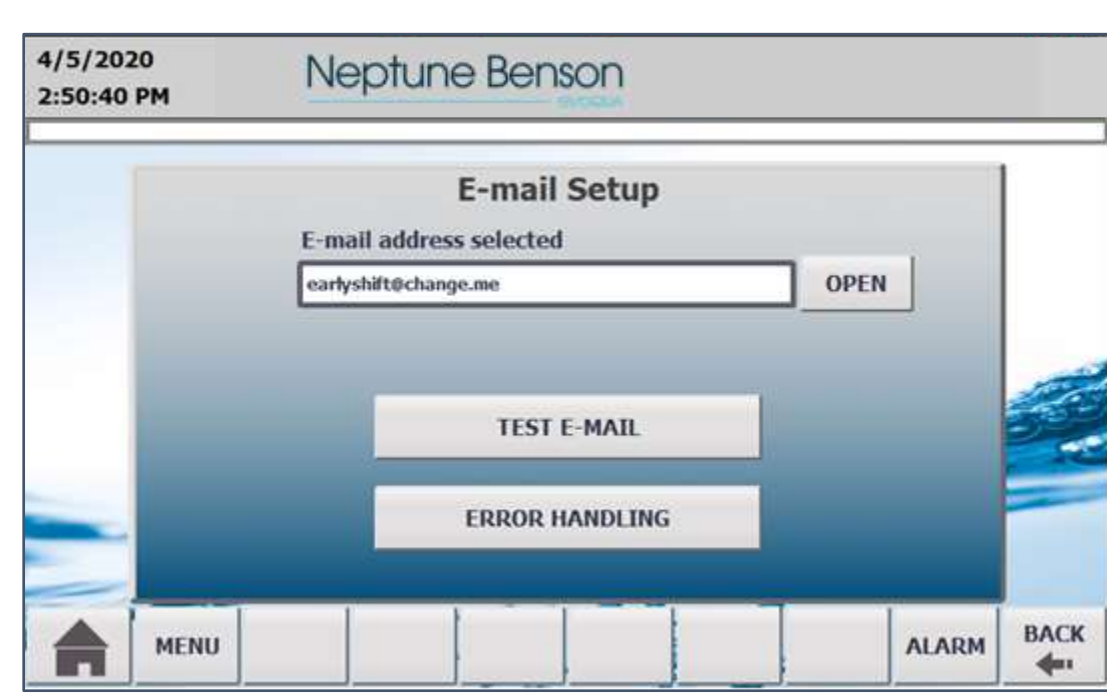 4/5/2020
2:50:40 PM
Neptune Benson
EVOQUA
E-mail Setup
E-mail address selected
earlyshift@change.me
OPEN
TEST E-MAIL
ERROR HANDLING
MENU
ALARM
BACK